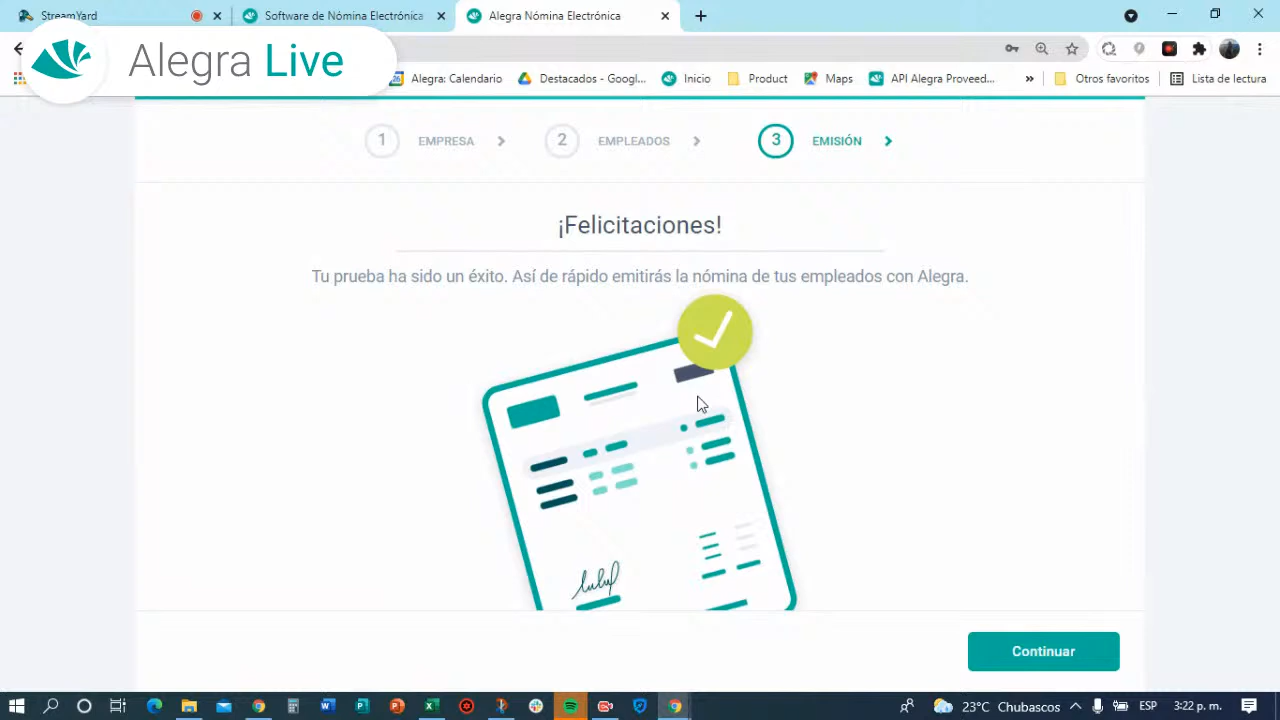 StreamYard
Software de Nómina Electrónica
Alegra Nómina Electrónica
Alegra Live
Alegra: Calendario
Destacados - Googl...
Inicio
Product
Maps
API Alegra Proveed...
»
Otros favoritos
Lista de lectura
1 EMPRESA
2 EMPLEADOS
3 EMISIÓN
¡Felicitaciones!
Tu prueba ha sido un éxito. Así de rápido emitirás la nómina de tus empleados con Alegra.
Continuar
23°C Chubascos
ESP
3:22 p. m.